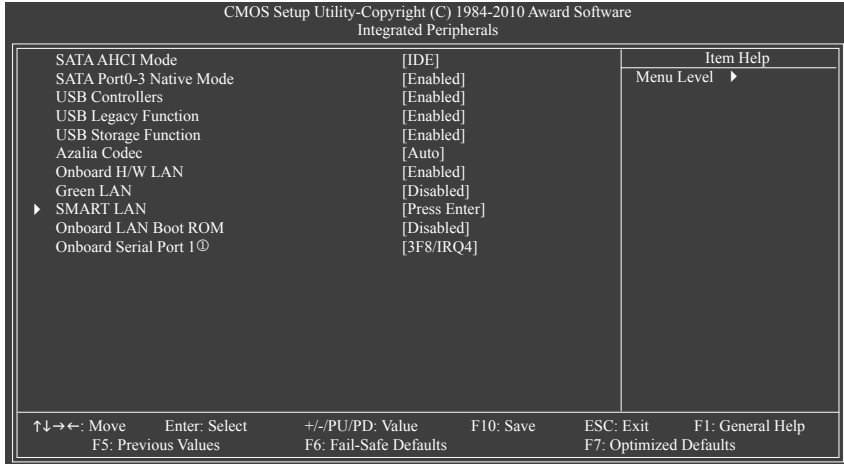 CMOS Setup Utility-Copyright (C) 1984-2010 Award Software
Integrated Peripherals
SATA AHCI Mode [IDE]
SATA Port0-3 Native Mode [Enabled]
USB Controllers [Enabled]
USB Legacy Function [Enabled]
USB Storage Function [Enabled]
Azalia Codec [Auto]
Onboard H/W LAN [Enabled]
Green LAN [Disabled]
SMART LAN [Press Enter]
Onboard LAN Boot ROM [Disabled]
Onboard Serial Port 1① [3F8/IRQ4]
Item Help
Menu Level
↑↓→←: Move Enter: Select +/-/PU/PD: Value F10: Save ESC: Exit F1: General Help
F5: Previous Values F6: Fail-Safe Defaults F7: Optimized Defaults